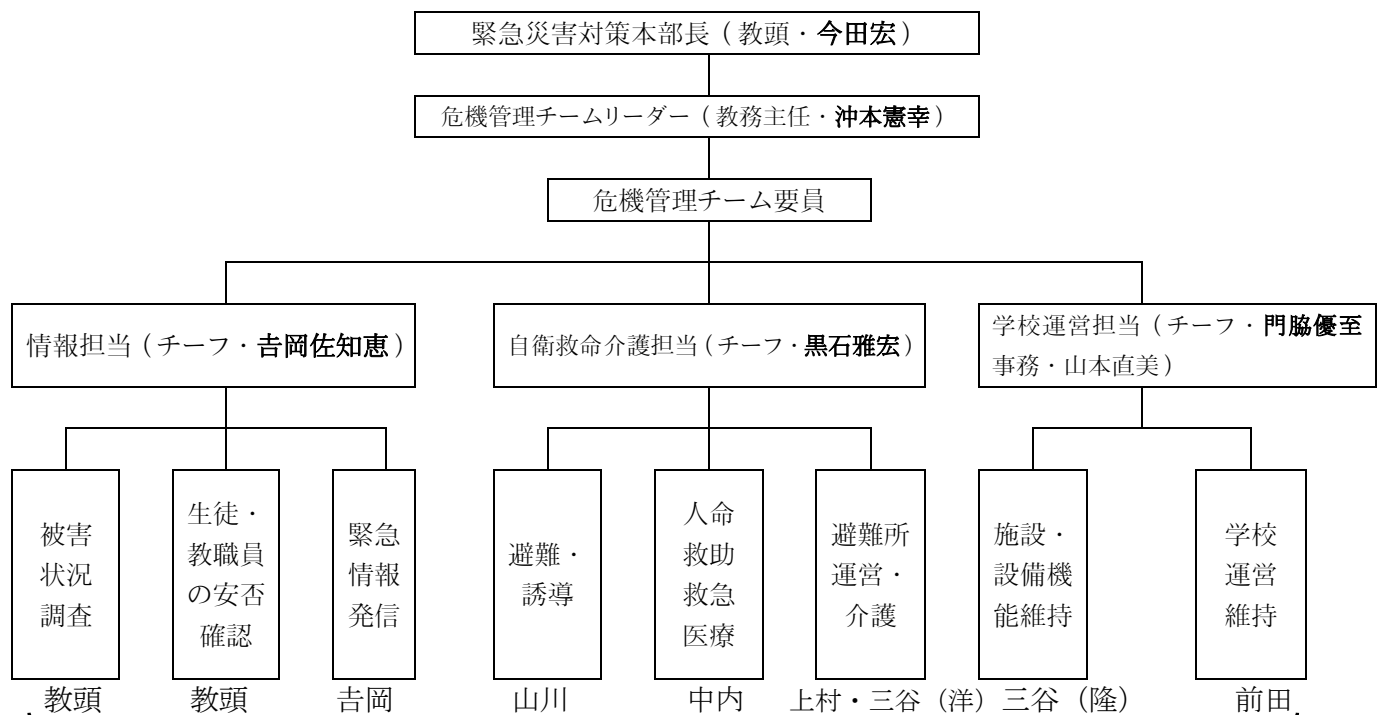 緊急災害対策本部長（教頭・今田宏）
危機管理チームリーダー（教務主任・沖本憲幸）
危機管理チーム要員
情報担当（チーフ・𠮷岡佐知恵）
自衛救命介護担当（チーフ・黒石雅宏）
学校運営担当（チーフ・門脇優至
事務・山本直美）
被害
状況
調査
生徒・
教職員
の安否
確認
緊急
情報
発信
避難・
誘導
人命
救助
救急
医療
避難所
運営・
介護
施設・
設備機
能維持
学校
運営
維持
教頭
教頭
𠮷岡
山川
中内
上村・三谷（洋）
三谷（隆）
前田